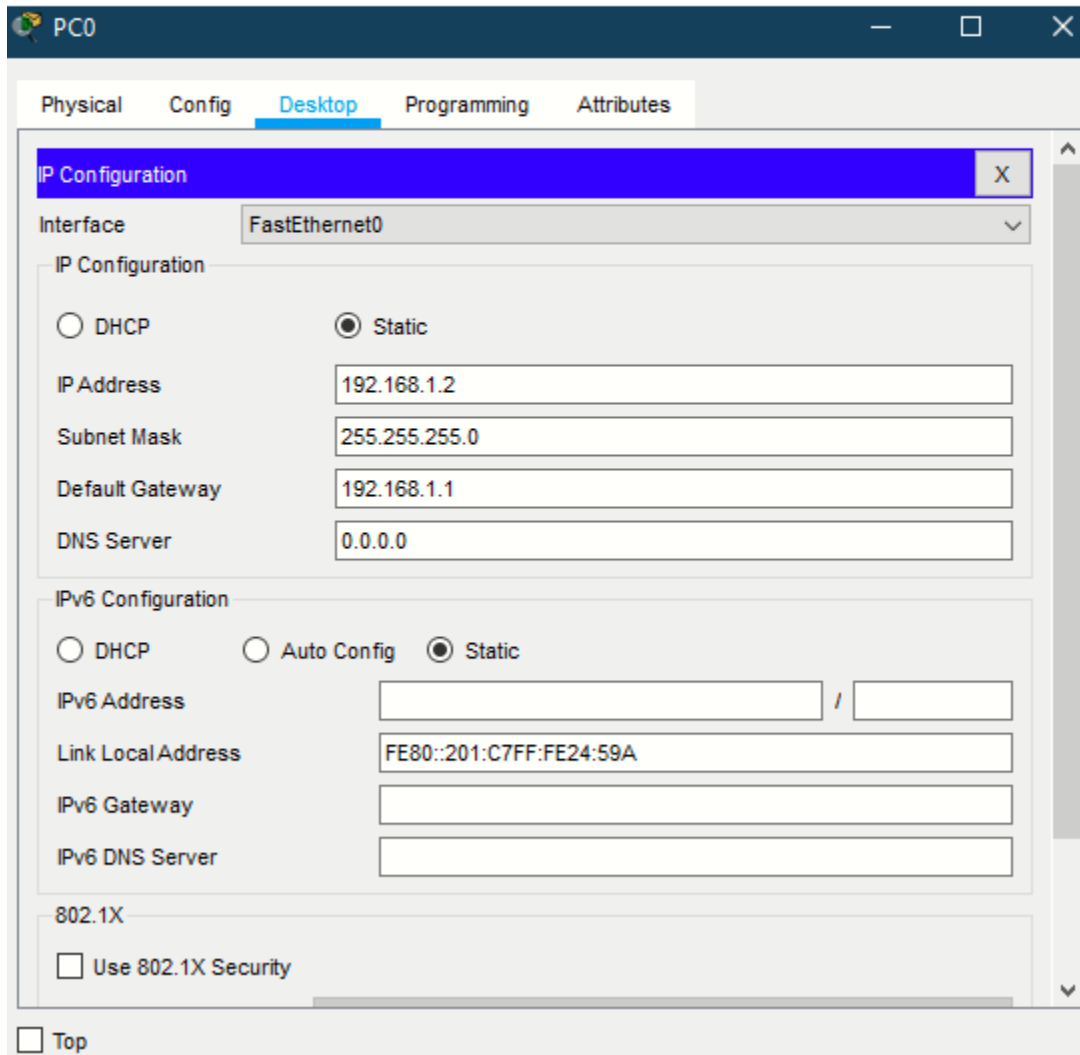 PC0
Physical Config Desktop Programming Attributes
IP Configuration X
Interface FastEthernet0
IP Configuration
DHCP Static
IP Address 192.168.1.2
Subnet Mask 255.255.255.0
Default Gateway 192.168.1.1
DNS Server 0.0.0.0
IPv6 Configuration
DHCP Auto Config Static
IPv6 Address /
Link Local Address FE80::201:C7FF:FE24:59A
IPv6 Gateway
IPv6 DNS Server
802.1X
Use 802.1X Security
Top